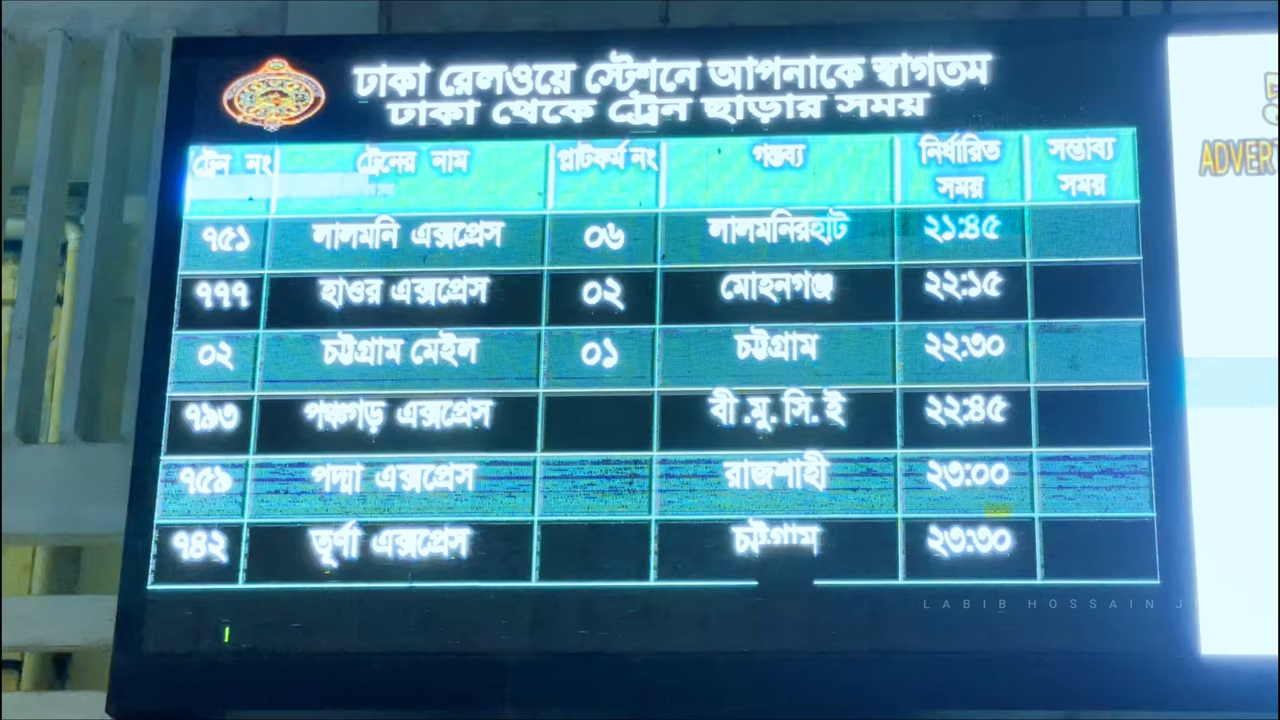 ঢাকা রেলওয়ে স্টেশনে আপনাকে স্বাগতম
ঢাকা থেকে ট্রেন ছাড়ার সময়
ট্রেন নং ট্রেনের নাম প্লাটফর্ম নং গন্তব্য নির্ধারিত সময় সম্ভাব্য সময়
৭৫১ লালমনি এক্সপ্রেস ০৬ লালমনিরহাট ২১:৪৫
৭৭৭ হাওর এক্সপ্রেস ০২ মোহনগঞ্জ ২২:১৫
০২ চট্টগ্রাম মেইল ০১ চট্টগ্রাম ২২:৩০
৭৯৩ পঞ্চগড় এক্সপ্রেস বী.মু.সি.ই ২২:৪৫
৭৫৯ পদ্মা এক্সপ্রেস রাজশাহী ২৩:০০
৭৪২ তূর্ণা এক্সপ্রেস চট্টগ্রাম ২৩:৩০
ADVER
LABIB HOSSAIN